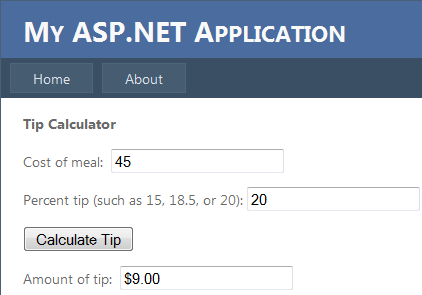 My ASP.NET Application
Home About
Tip Calculator
Cost of meal: 45
Percent tip (such as 15, 18.5, or 20): 20
Calculate Tip
Amount of tip: $9.00